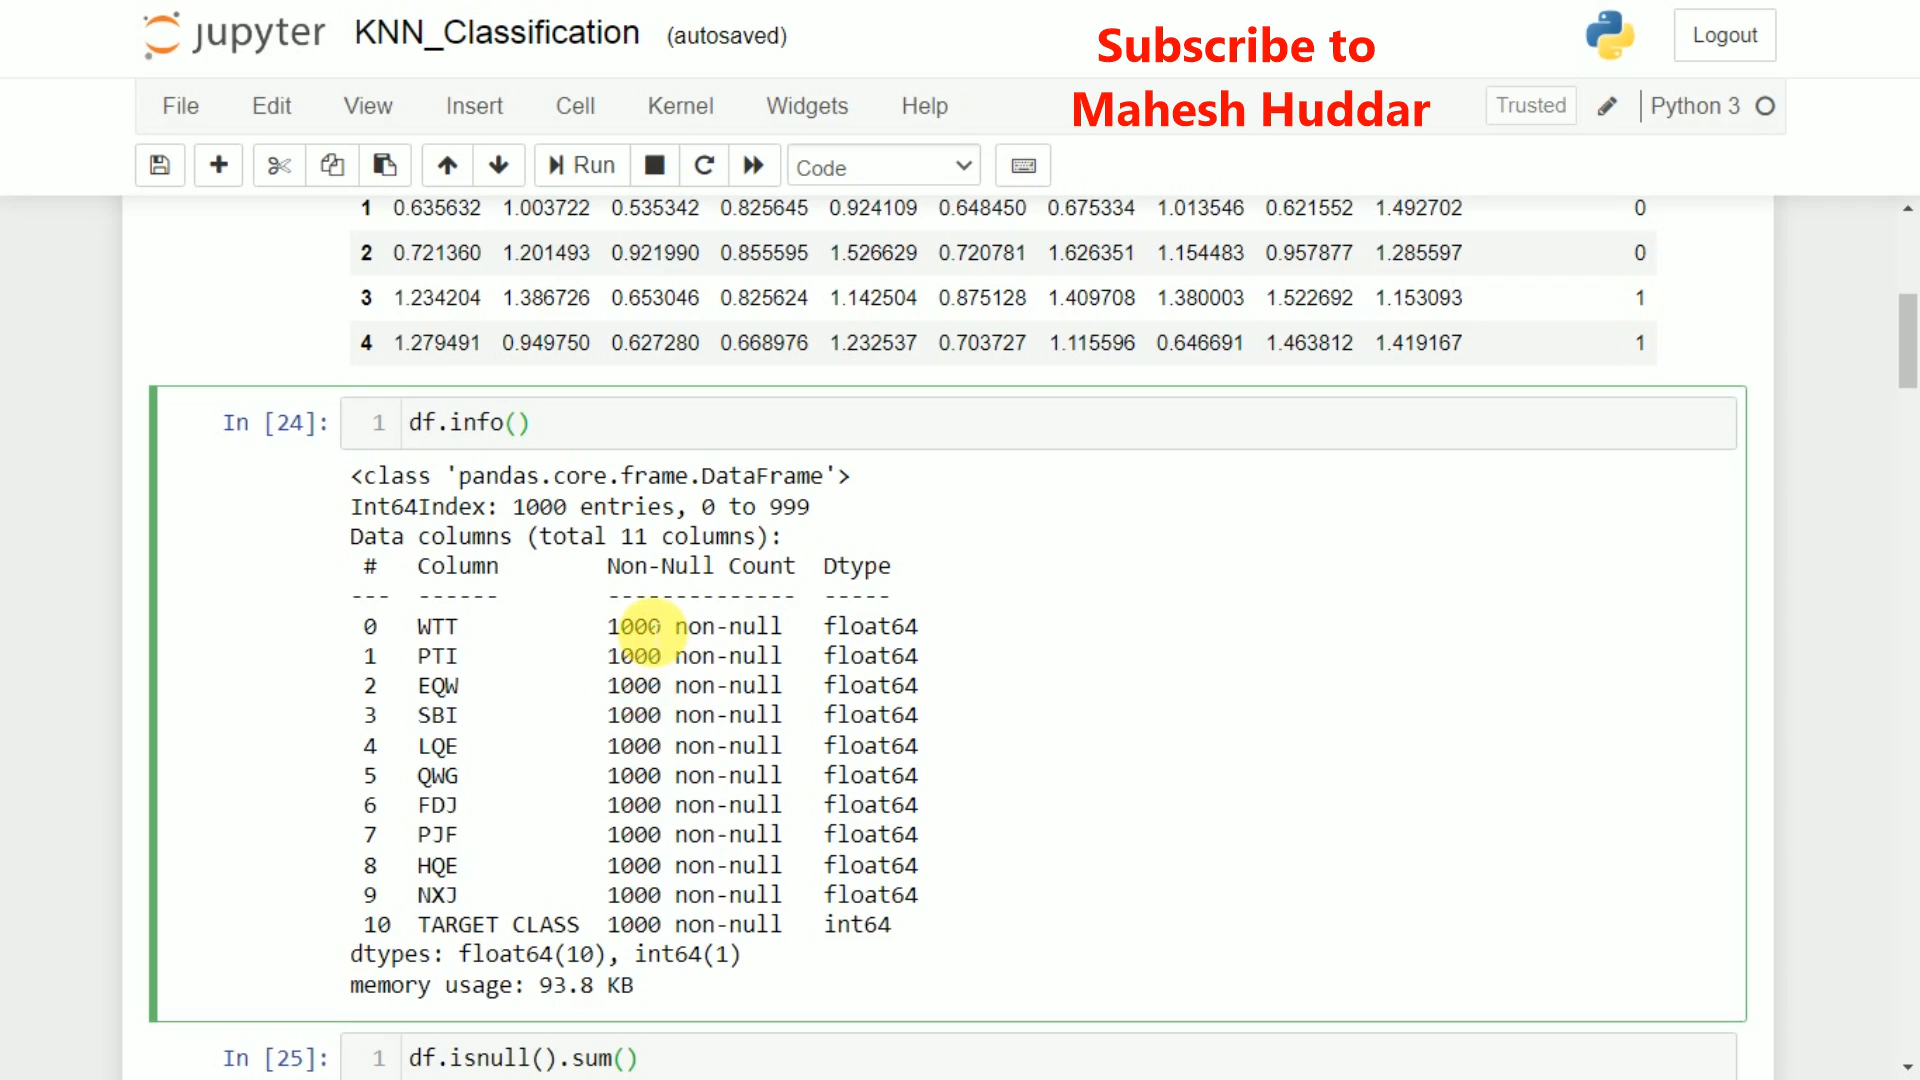 jupyter KNN_Classification (autosaved) Subscribe to Logout
File Edit View Insert Cell Kernel Widgets Help Mahesh Huddar Trusted Python 3
Run Code
1 0.635632 1.003722 0.535342 0.825645 0.924109 0.648450 0.675334 1.013546 0.621552 1.492702 0
2 0.721360 1.201493 0.921990 0.855595 1.526629 0.720781 1.626351 1.154483 0.957877 1.285597 0
3 1.234204 1.386726 0.653046 0.825624 1.142504 0.875128 1.409708 1.380003 1.522692 1.153093 1
4 1.279491 0.949750 0.627280 0.668976 1.232537 0.703727 1.115596 0.646691 1.463812 1.419167 1
In [24]: 1 df.info()
<class 'pandas.core.frame.DataFrame'>
Int64Index: 1000 entries, 0 to 999
Data columns (total 11 columns):
# Column Non-Null Count Dtype
--- ------ -------------- -----
0 WTT 1000 non-null float64
1 PTI 1000 non-null float64
2 EQW 1000 non-null float64
3 SBI 1000 non-null float64
4 LQE 1000 non-null float64
5 QWG 1000 non-null float64
6 FDJ 1000 non-null float64
7 PJF 1000 non-null float64
8 HQE 1000 non-null float64
9 NXJ 1000 non-null float64
10 TARGET CLASS 1000 non-null int64
dtypes: float64(10), int64(1)
memory usage: 93.8 KB
In [25]: 1 df.isnull().sum()